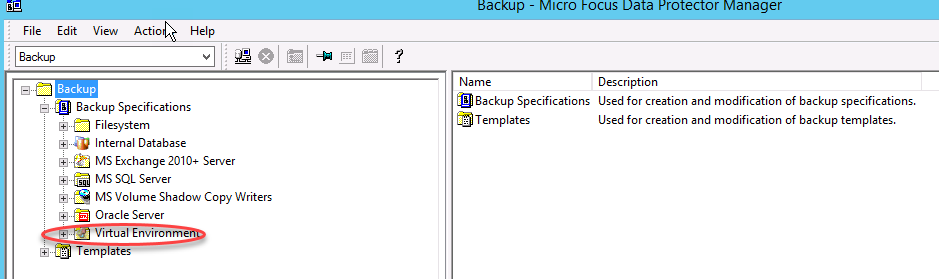 Backup - Micro Focus Data Protector Manager
File Edit View Actions Help
Backup
Backup
Backup Specifications
Filesystem
Internal Database
MS Exchange 2010+ Server
MS SQL Server
MS Volume Shadow Copy Writers
Oracle Server
Virtual Environment
Templates
Name Description
Backup Specifications Used for creation and modification of backup specifications.
Templates Used for creation and modification of backup templates.